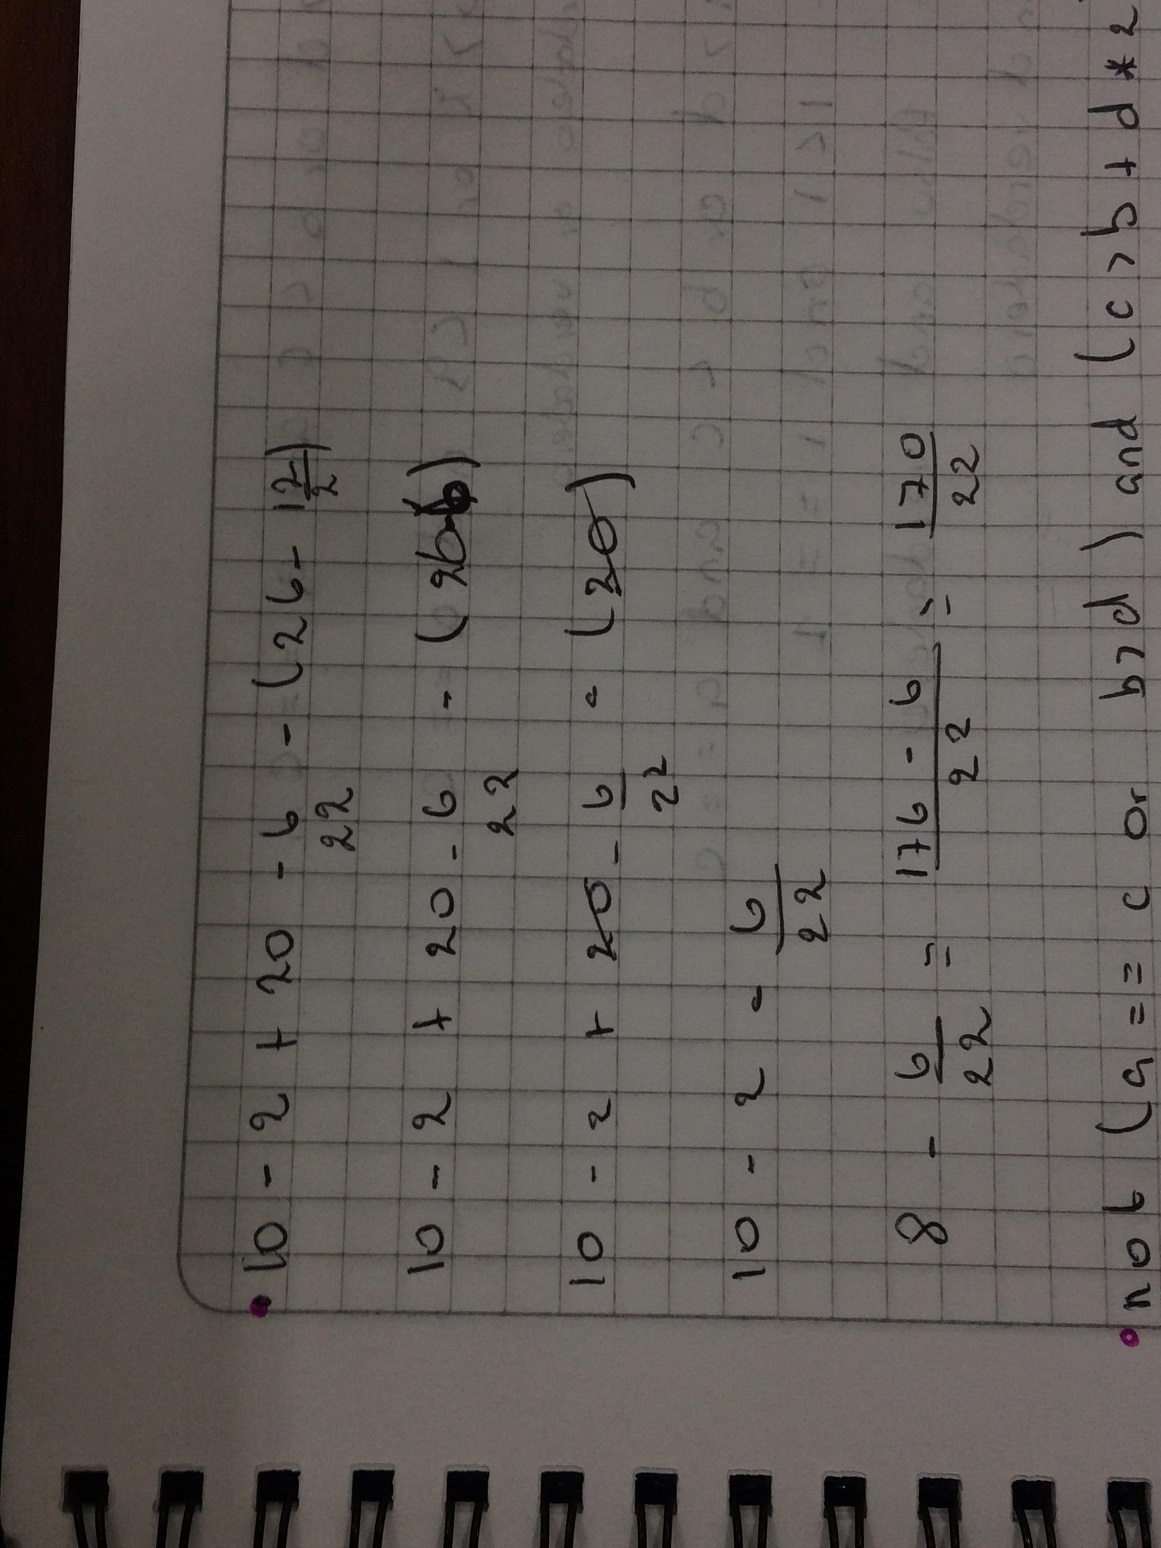 10 - 2 + 20 - 6/22 - (26 - 12/2)
10 - 2 + 20 - 6/22 - (26-6)
10 - 2 + 20 - 6/22 - (20)
10 - 2 - 6/22
8 - 6/22 = 176 - 6/22 = 170/22
not (a == c or b>d) and (c>b+d*2